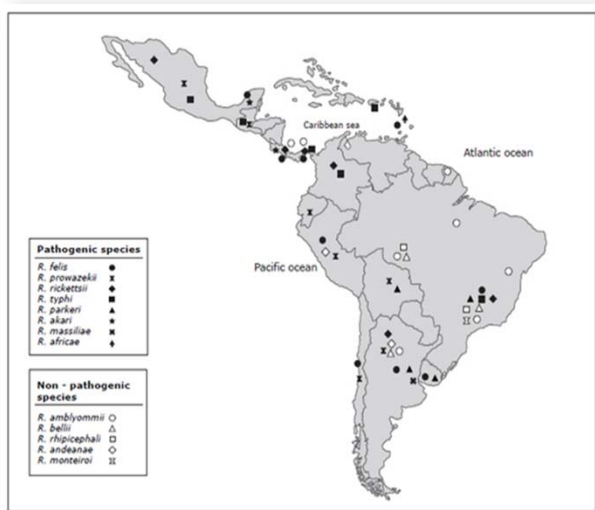 Caribbean sea
Atlantic ocean
Pacific ocean
Pathogenic species
R. felis
R. prowazekii
R. rickettsii
R. typhi
R. parkeri
R. akari
R. massiliae
R. africae
Non - pathogenic
species
R. amblyommii
R. bellii
R. rhipicephali
R. andeanae
R. monteiroi